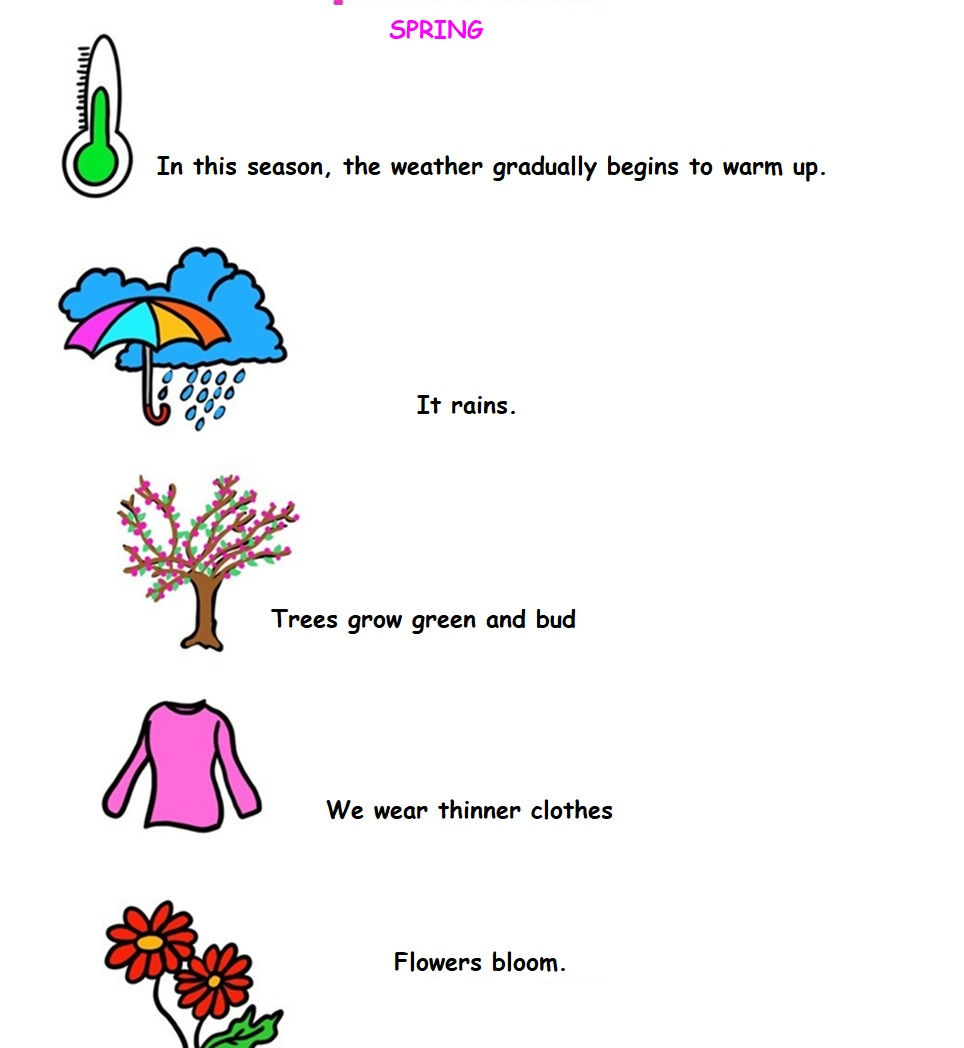 SPRING
In this season, the weather gradually begins to warm up.
It rains.
Trees grow green and bud
We wear thinner clothes
Flowers bloom.